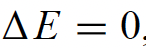 ΔE = 0,